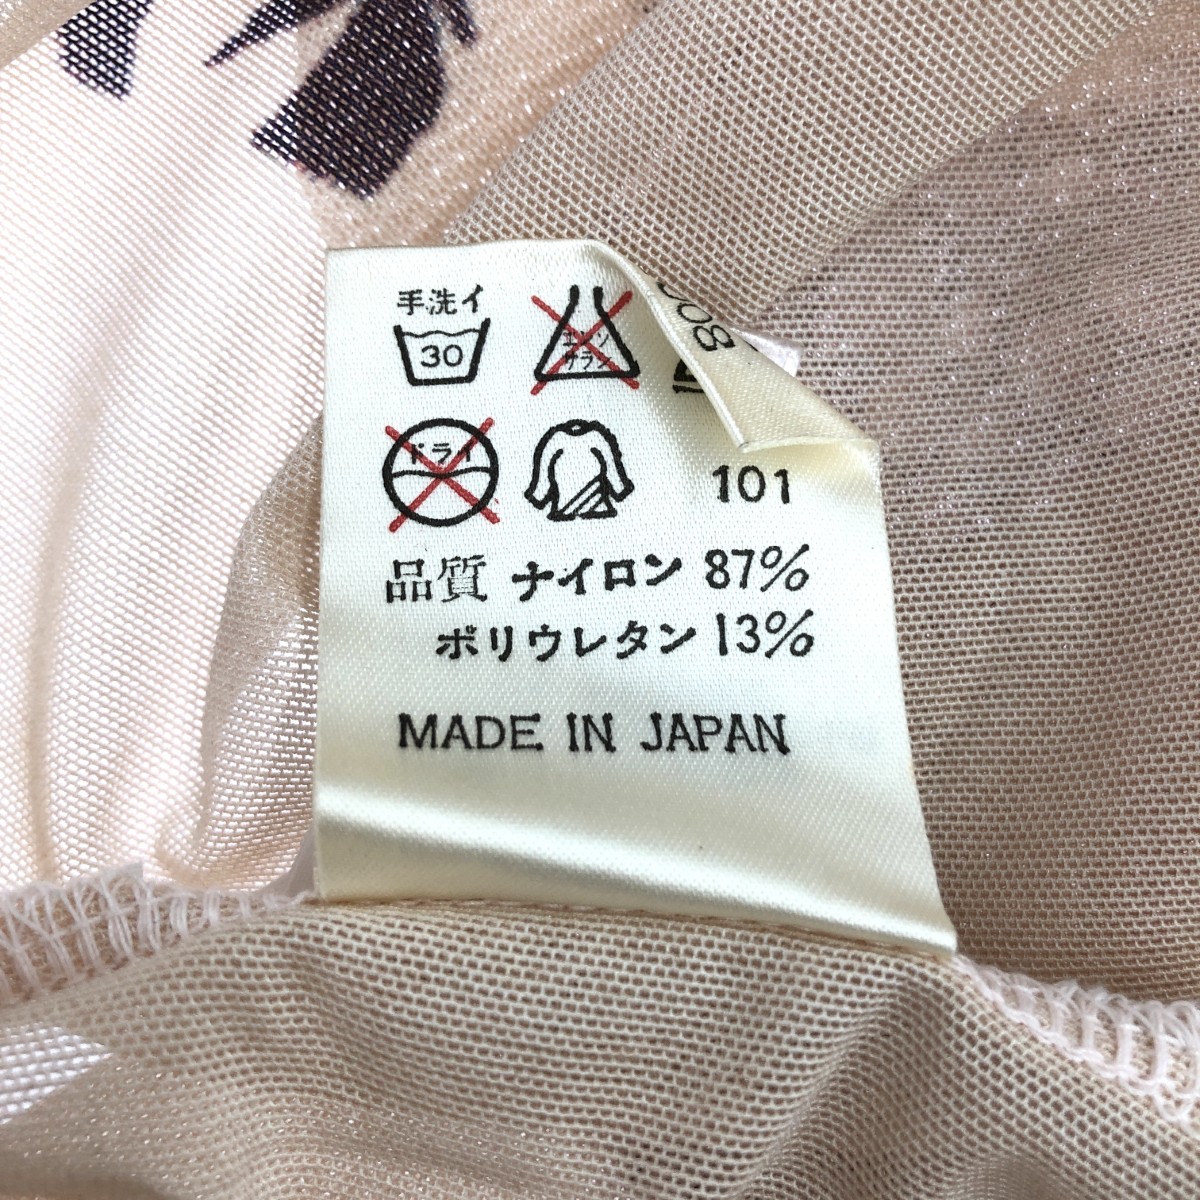 手洗イ
30
エンソ
サラシ
ドライ
101
品質 ナイロン 87%
ポリウレタン 13%
MADE IN JAPAN